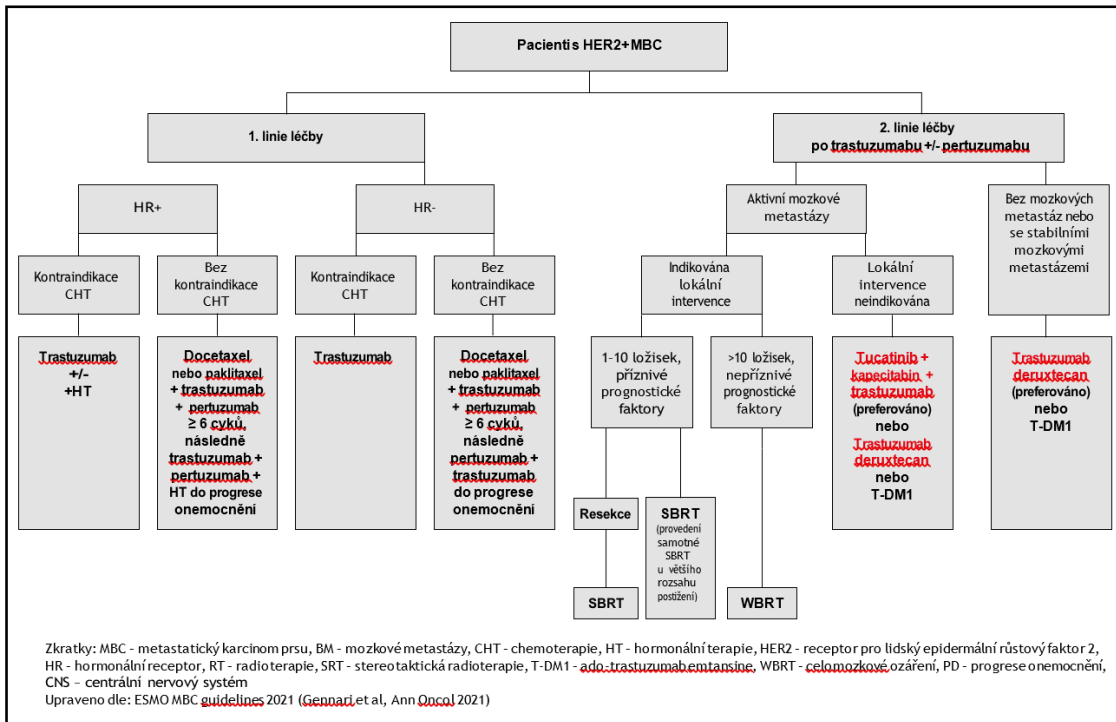 Pacientis HER2+MBC
1. linie léčby
2. linie léčby
po trastuzumabu +/- pertuzumabu
HR+
HR-
Aktivní mozkové
metastázy
Bez mozkových
metastáz nebo
se stabilními
mozkovými
metastázemi
Kontraindikace
CHT
Bez
kontraindikace
CHT
Kontraindikace
CHT
Bez
kontraindikace
CHT
Indikována
lokální
intervence
Lokální
intervence
neindikována
Trastuzumab
+/-
+HT
Docetaxel
nebo paklitaxel
+ trastuzumab
+ pertuzumab
≥ 6 cyků,
následně
trastuzumab +
pertuzumab +
HT do progrese
onemocnění
Trastuzumab
Docetaxel
nebo paklitaxel
+ trastuzumab
+ pertuzumab
≥ 6 cyků,
následně
pertuzumab +
trastuzumab
do progrese
onemocnění
1-10 ložisek,
příznivé
prognostické
faktory
>10 ložisek,
nepříznivé
prognostické
faktory
Tucatinib +
kapecitabin +
trastuzumab
(preferováno)
nebo
Trastuzumab
deruxtecan
nebo
T-DM1
Trastuzumab
deruxtecan
(preferováno)
nebo
T-DM1
Resekce
SBRT
(provedení
samotné
SBRT
u většího
rozsahu
postižení)
SBRT
WBRT
Zkratky: MBC - metastatický karcinom prsu, BM - mozkové metastázy, CHT - chemoterapie, HT - hormonální terapie, HER2 - receptor pro lidský epidermální růstový faktor 2,
HR - hormonální receptor, RT - radioterapie, SRT - stereotaktická radioterapie, T-DM1 - ado-trastuzumab emtansine, WBRT - celomozkové ozáření, PD - progrese onemocnění,
CNS – centrální nervový systém
Upraveno dle: ESMO MBC guidelines 2021 (Gennari et al, Ann Oncol 2021)